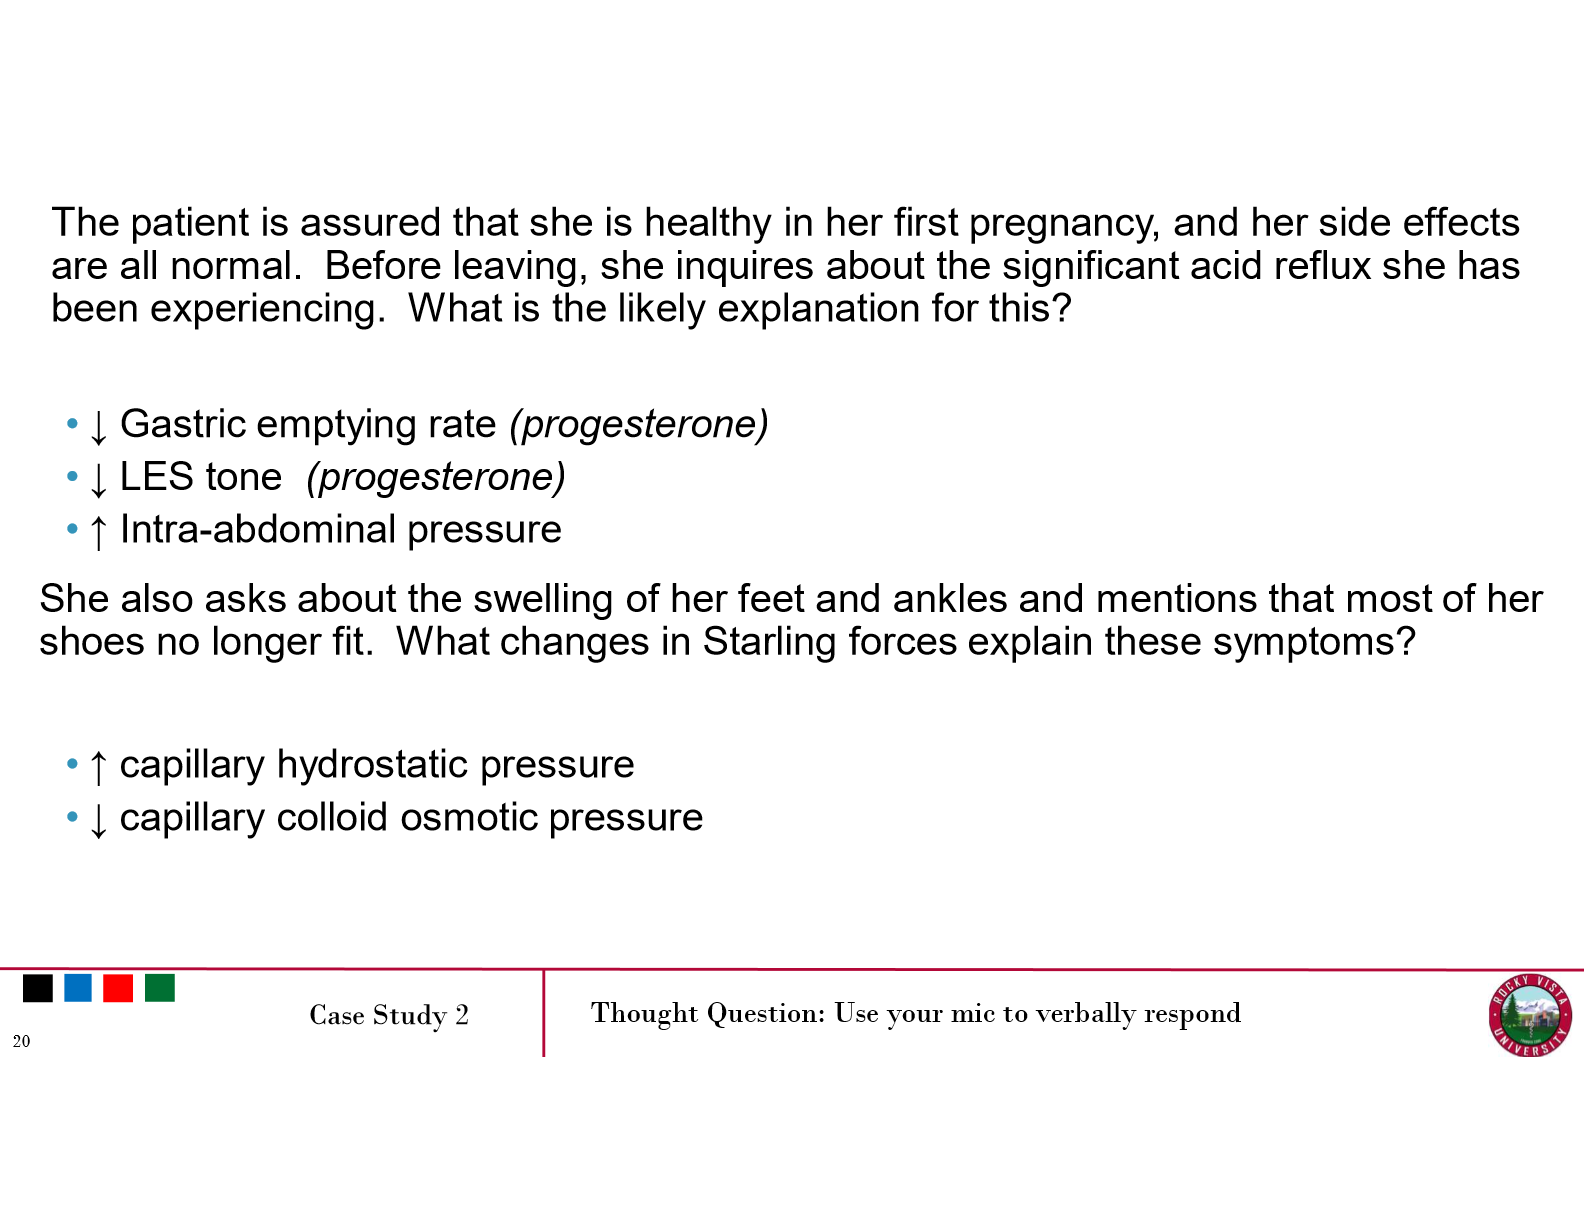 The patient is assured that she is healthy in her first pregnancy, and her side effects
are all normal.  Before leaving, she inquires about the significant acid reflux she has
been experiencing.  What is the likely explanation for this?
• ↓ Gastric emptying rate (progesterone)
• ↓ LES tone  (progesterone)
• ↑ Intra-abdominal pressure
She also asks about the swelling of her feet and ankles and mentions that most of her
shoes no longer fit.  What changes in Starling forces explain these symptoms?
• ↑ capillary hydrostatic pressure
• ↓ capillary colloid osmotic pressure
Case Study 2
Thought Question: Use your mic to verbally respond
20
ROCKY VISTA
UNIVERSITY